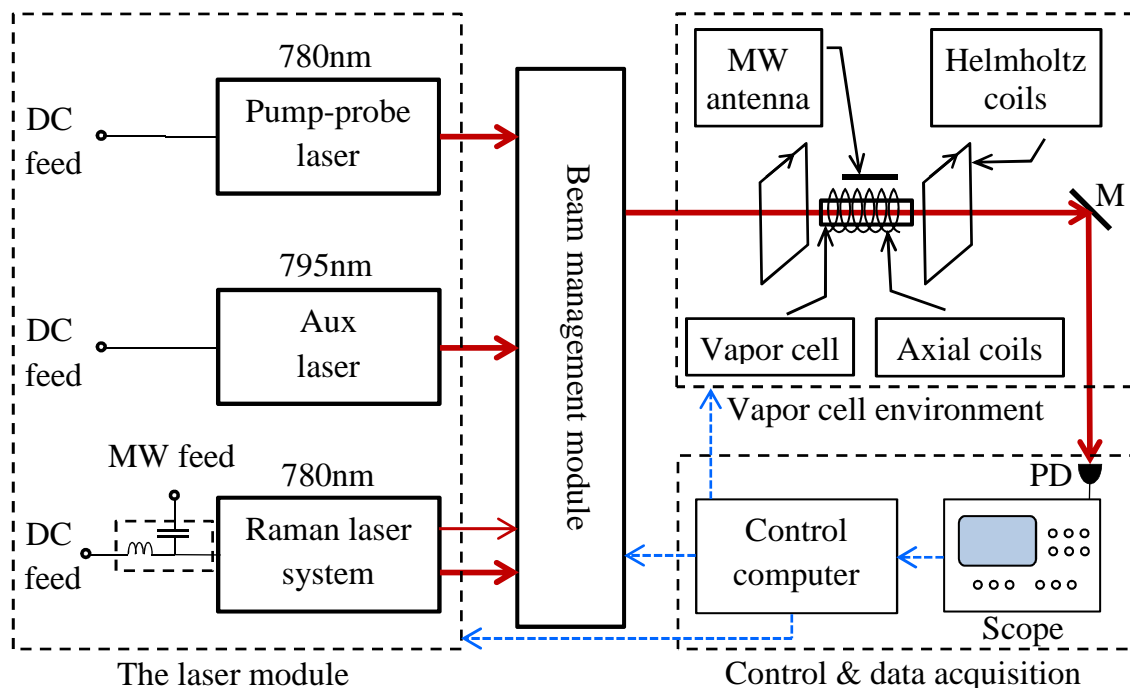 780nm
DC
feed
Pump-probe
laser
795nm
DC
feed
Aux
laser
MW feed
780nm
DC
feed
Raman laser
system
The laser module
Beam management module
MW
antenna
Helmholtz
coils
M
Vapor cell
Axial coils
Vapor cell environment
PD
Control
computer
Scope
Control & data acquisition